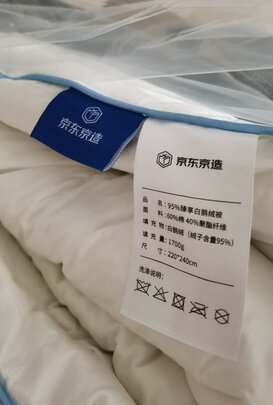 京东京造
京东京造
品　名：95%臻享白鹅绒被
面　料：60%棉 40%聚酯纤维
填 充 物：白鹅绒（绒子含量95%）
填 充 量：1700g
尺　寸：220*240cm
洗涤说明：